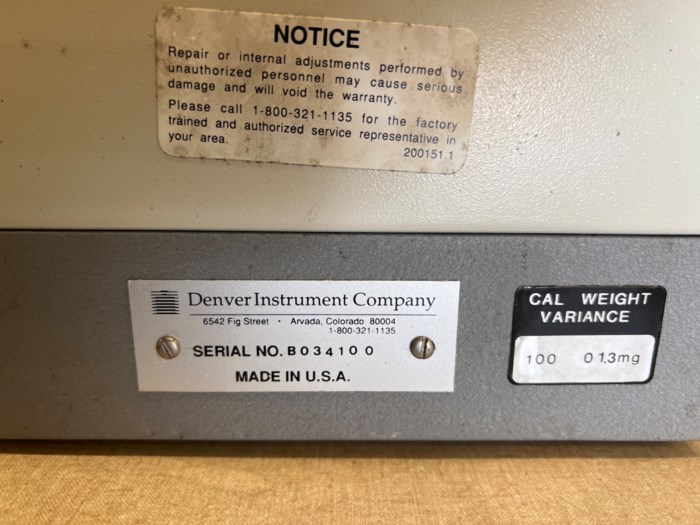 NOTICE
Repair or internal adjustments performed by
unauthorized personnel may cause serious
damage and will void the warranty.
Please call 1-800-321-1135 for the factory
trained and authorized service representative in
your area.
200151.1
Denver Instrument Company
6542 Fig Street • Arvada, Colorado 80004
1-800-321-1135
SERIAL NO. B034100
MADE IN U.S.A.
CAL WEIGHT
VARIANCE
100 01.3mg